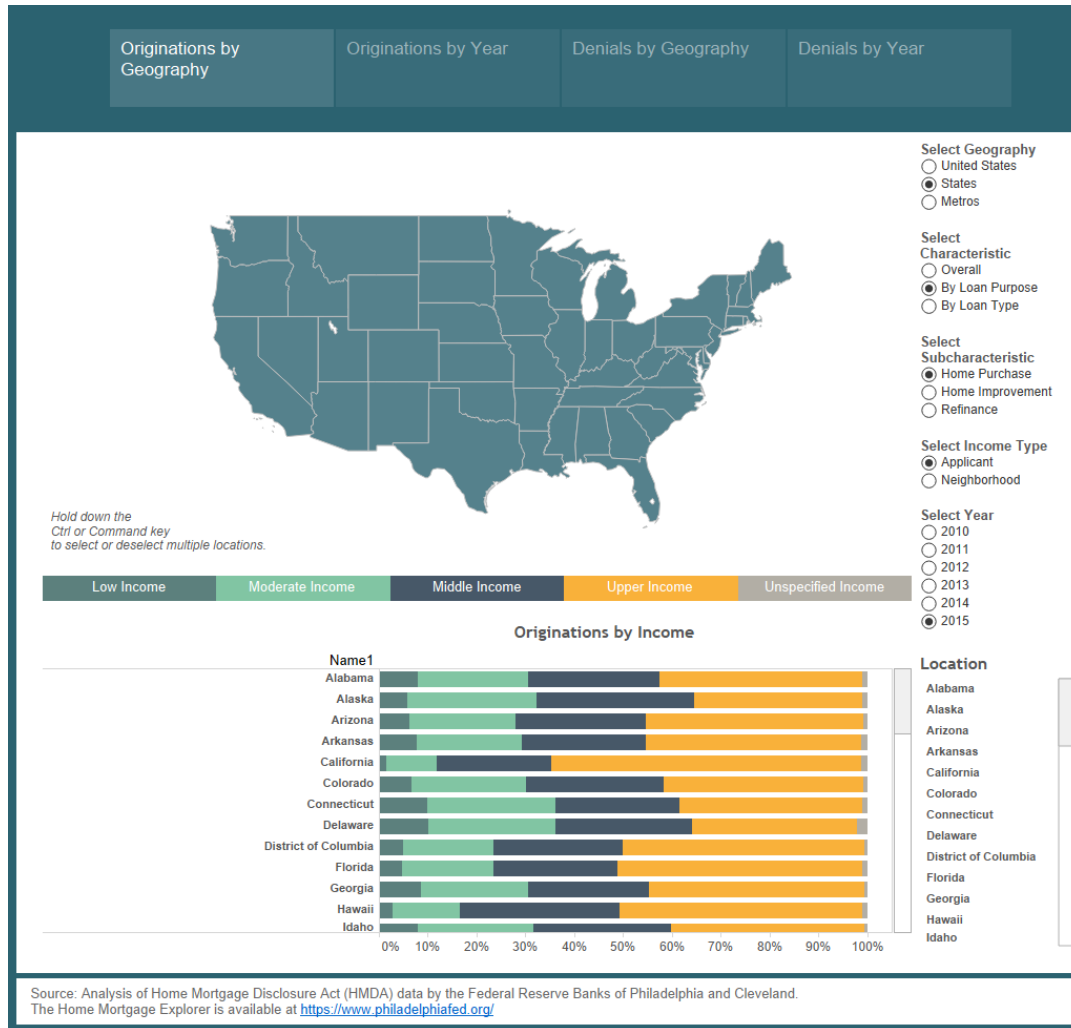 Originations by
Geography
Originations by Year
Denials by Geography
Denials by Year
Select Geography
United States
States
Metros
Select
Characteristic
Overall
By Loan Purpose
By Loan Type
Select
Subcharacteristic
Home Purchase
Home Improvement
Refinance
Select Income Type
Applicant
Neighborhood
Select Year
2010
2011
2012
2013
2014
2015
Hold down the
Ctrl or Command key
to select or deselect multiple locations.
Low Income
Moderate Income
Middle Income
Upper Income
Unspecified Income
Originations by Income
Name1
Alabama
Alaska
Arizona
Arkansas
California
Colorado
Connecticut
Delaware
District of Columbia
Florida
Georgia
Hawaii
Idaho
0% 10% 20% 30% 40% 50% 60% 70% 80% 90% 100%
Location
Alabama
Alaska
Arizona
Arkansas
California
Colorado
Connecticut
Delaware
District of Columbia
Florida
Georgia
Hawaii
Idaho
Source: Analysis of Home Mortgage Disclosure Act (HMDA) data by the Federal Reserve Banks of Philadelphia and Cleveland.
The Home Mortgage Explorer is available at https://www.philadelphiafed.org/